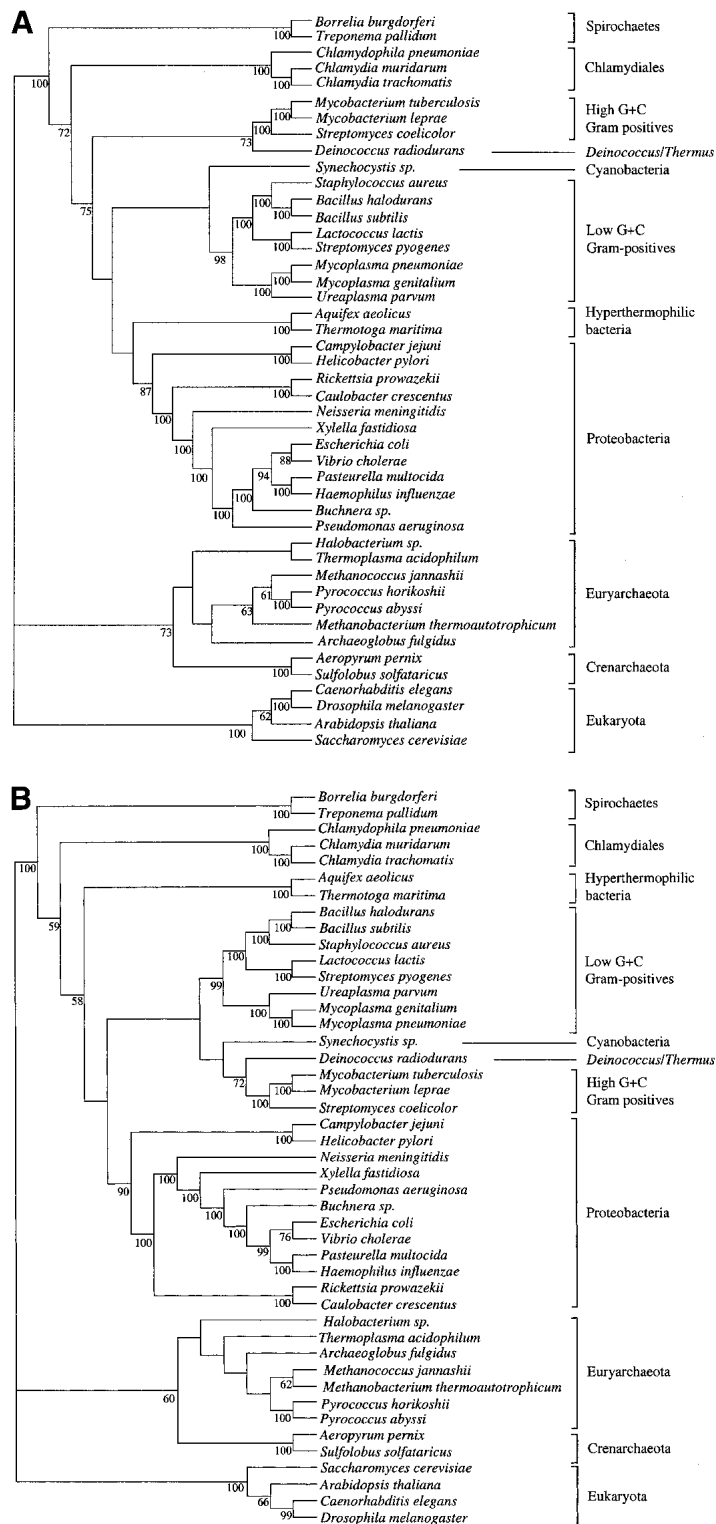 A
Borrelia burgdorferi
Treponema pallidum
100
Spirochaetes
100
Chlamydophila pneumoniae
Chlamydia muridarum
Chlamydia trachomatis
100
100
Chlamydiales
72
Mycobacterium tuberculosis
Mycobacterium leprae
Streptomyces coelicolor
100
100
High G+C
Gram positives
73
Deinococcus radiodurans
Deinococcus/Thermus
Synechocystis sp.
Cyanobacteria
75
Staphylococcus aureus
Bacillus halodurans
Bacillus subtilis
Lactococcus lactis
Streptomyces pyogenes
Mycoplasma pneumoniae
Mycoplasma genitalium
Ureaplasma parvum
100
100
100
100
98
100
100
Low G+C
Gram-positives
Aquifex aeolicus
Thermotoga maritima
100
Hyperthermophilic
bacteria
Campylobacter jejuni
Helicobacter pylori
100
87
Rickettsia prowazekii
Caulobacter crescentus
100
100
Neisseria meningitidis
100
Xylella fastidiosa
100
Escherichia coli
Vibrio cholerae
88
94
Pasteurella multocida
Haemophilus influenzae
100
100
Buchnera sp.
Pseudomonas aeruginosa
100
Proteobacteria
Halobacterium sp.
Thermoplasma acidophilum
Methanococcus jannashii
Pyrococcus horikoshii
Pyrococcus abyssi
61
100
63
Methanobacterium thermoautotrophicum
Archaeoglobus fulgidus
73
Euryarchaeota
Aeropyrum pernix
Sulfolobus solfataricus
100
Crenarchaeota
Caenorhabditis elegans
Drosophila melanogaster
Arabidopsis thaliana
Saccharomyces cerevisiae
100
62
100
Eukaryota
B
Borrelia burgdorferi
Treponema pallidum
100
Spirochaetes
100
Chlamydophila pneumoniae
Chlamydia muridarum
Chlamydia trachomatis
100
100
Chlamydiales
59
Aquifex aeolicus
Thermotoga maritima
100
Hyperthermophilic
bacteria
58
Bacillus halodurans
Bacillus subtilis
Staphylococcus aureus
Lactococcus lactis
Streptomyces pyogenes
Ureaplasma parvum
Mycoplasma genitalium
Mycoplasma pneumoniae
100
100
100
100
99
100
100
Low G+C
Gram-positives
Synechocystis sp.
Cyanobacteria
Deinococcus radiodurans
Deinococcus/Thermus
72
Mycobacterium tuberculosis
Mycobacterium leprae
Streptomyces coelicolor
100
100
High G+C
Gram positives
Campylobacter jejuni
Helicobacter pylori
100
90
Neisseria meningitidis
100
Xylella fastidiosa
100
Pseudomonas aeruginosa
100
Buchnera sp.
100
Escherichia coli
Vibrio cholerae
76
99
Pasteurella multocida
Haemophilus influenzae
100
100
Rickettsia prowazekii
Caulobacter crescentus
100
Proteobacteria
Halobacterium sp.
Thermoplasma acidophilum
Archaeoglobus fulgidus
Methanococcus jannashii
Methanobacterium thermoautotrophicum
62
Pyrococcus horikoshii
Pyrococcus abyssi
100
60
Euryarchaeota
Aeropyrum pernix
Sulfolobus solfataricus
100
Crenarchaeota
Saccharomyces cerevisiae
100
Arabidopsis thaliana
66
Caenorhabditis elegans
Drosophila melanogaster
99
Eukaryota